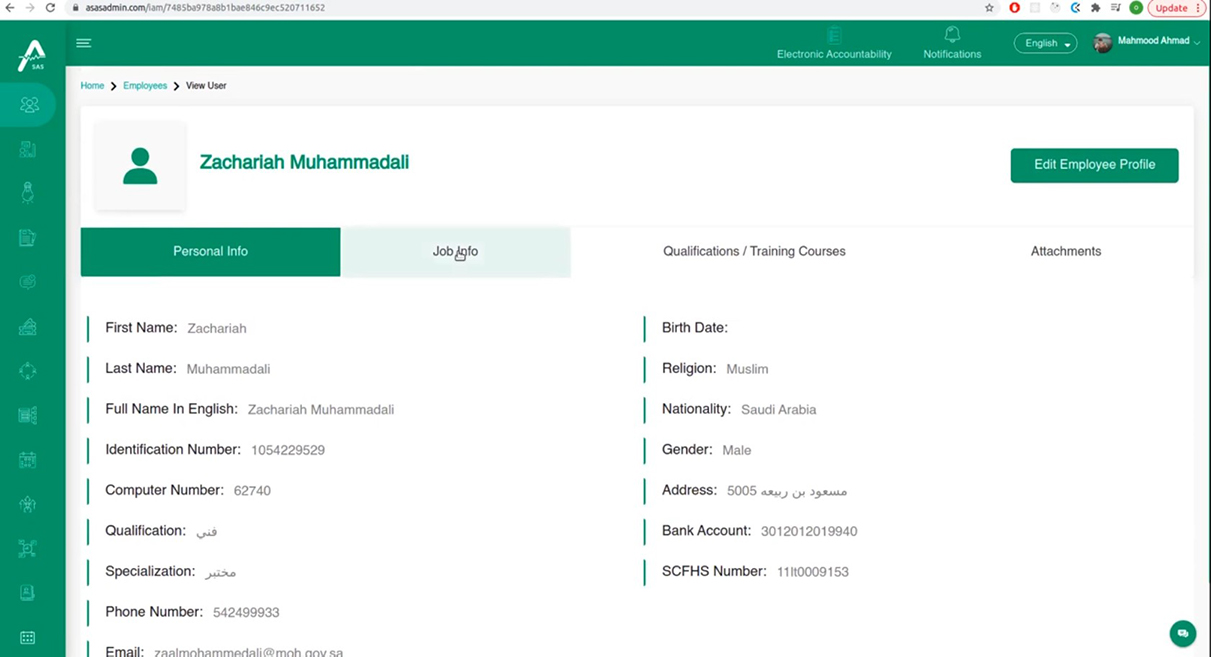 asasadmin.com/iam/7485ba978a8b1bae846c9ec520711652
Update
SAS
Electronic Accountability
Notifications
English
Mahmood Ahmad
Home
Employees
View User
Zachariah Muhammadali
Edit Employee Profile
Personal Info
Job Info
Qualifications / Training Courses
Attachments
First Name: Zachariah
Birth Date:
Last Name: Muhammadali
Religion: Muslim
Full Name In English: Zachariah Muhammadali
Nationality: Saudi Arabia
Identification Number: 1054229529
Gender: Male
Computer Number: 62740
Address: 5005 مسعود بن ربيعه
Qualification: فني
Bank Account: 3012012019940
Specialization: مختبر
SCFHS Number: 11lt0009153
Phone Number: 542499933
Email: zaalmohammedali@moh.gov.sa